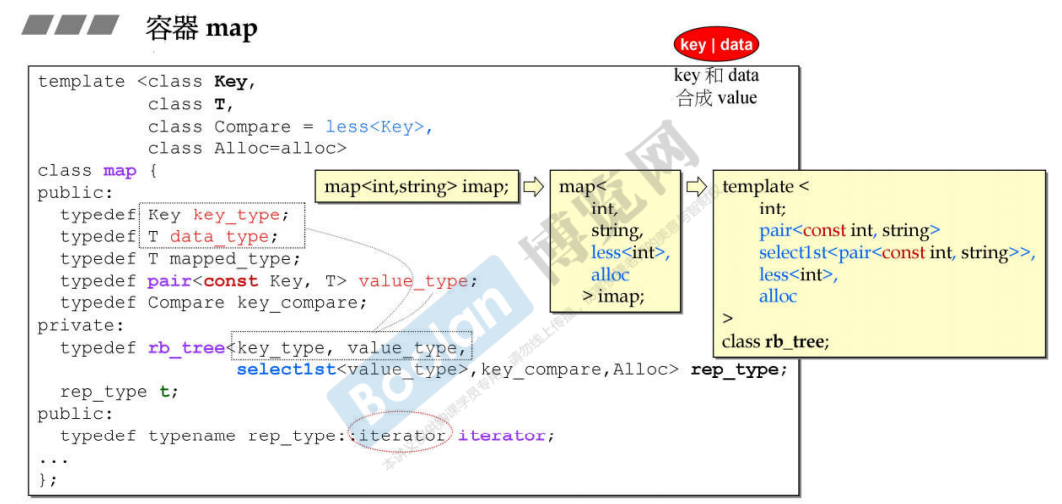 容器 map
key | data
key 和 data
合成 value
template <class Key,
class T,
class Compare = less<Key>,
class Alloc=alloc>
class map {
public:
typedef Key key_type;
typedef T data_type;
typedef T mapped_type;
typedef pair<const Key, T> value_type;
typedef Compare key_compare;
private:
typedef rb_tree<key_type, value_type,
select1st<value_type>,key_compare,Alloc> rep_type;
rep_type t;
public:
typedef typename rep_type::iterator iterator;
...
};
map<int,string> imap;
map<
int,
string,
less<int>,
alloc
> imap;
template <
int;
pair<const int, string>
select1st<pair<const int, string>>,
less<int>,
alloc
>
class rb_tree;
Boolan 博览网